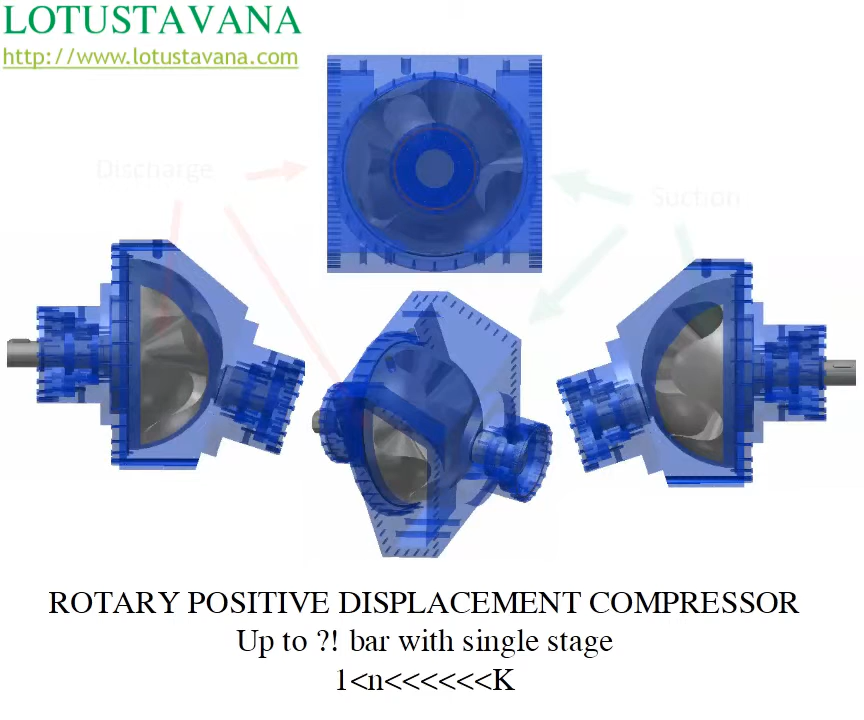 LOTUSTAVANA
http://www.lotustavana.com
Discharge
Suction
ROTARY POSITIVE DISPLACEMENT COMPRESSOR
Up to ?! bar with single stage
1<n<<<<<<K